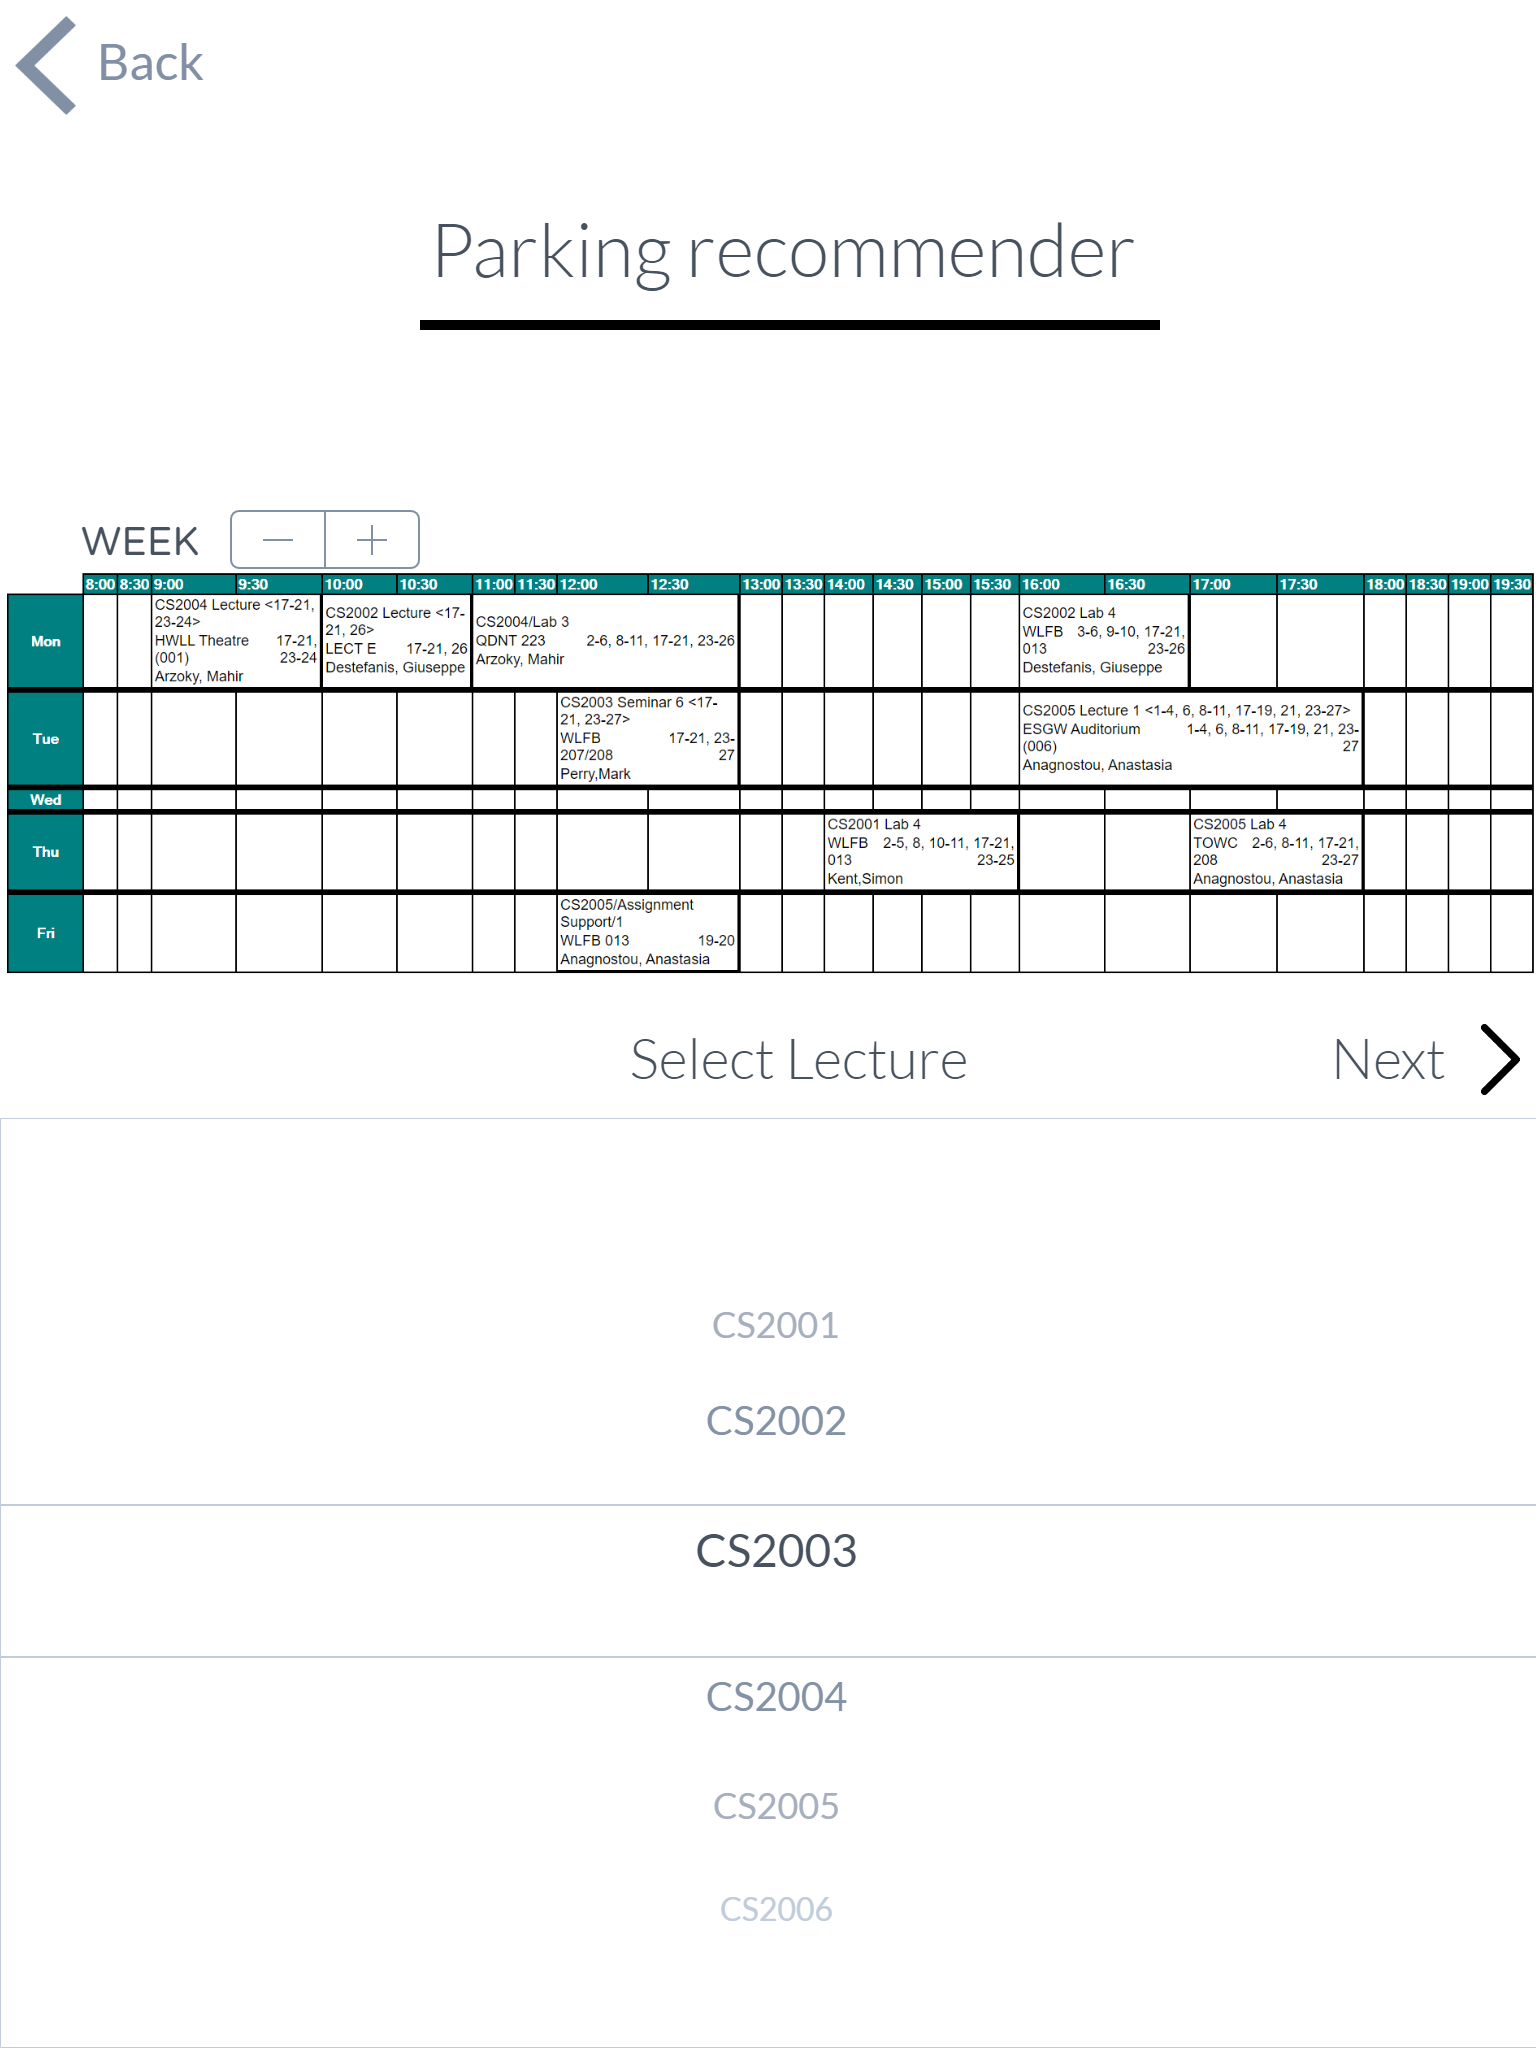 Back
Parking recommender
WEEK
8:00 8:30 9:00 9:30 10:00 10:30 11:00 11:30 12:00 12:30 13:00 13:30 14:00 14:30 15:00 15:30 16:00 16:30 17:00 17:30 18:00 18:30 19:00 19:30
Mon
CS2004 Lecture <17-21,
23-24>
HWLL Theatre 17-21,
(001) 23-24
Arzoky, Mahir
CS2002 Lecture <17-
21, 26>
LECT E 17-21, 26
Destefanis, Giuseppe
CS2004/Lab 3
QDNT 223 2-6, 8-11, 17-21, 23-26
Arzoky, Mahir
CS2002 Lab 4
WLFB 3-6, 9-10, 17-21,
013 23-26
Destefanis, Giuseppe
Tue
CS2003 Seminar 6 <17-
21, 23-27>
WLFB 17-21, 23-
207/208 27
Perry,Mark
CS2005 Lecture 1 <1-4, 6, 8-11, 17-19, 21, 23-27>
ESGW Auditorium 1-4, 6, 8-11, 17-19, 21, 23-
(006) 27
Anagnostou, Anastasia
Wed
Thu
CS2001 Lab 4
WLFB 2-5, 8, 10-11, 17-21,
013 23-25
Kent,Simon
CS2005 Lab 4
TOWC 2-6, 8-11, 17-21,
208 23-27
Anagnostou, Anastasia
Fri
CS2005/Assignment
Support/1
WLFB 013 19-20
Anagnostou, Anastasia
Select Lecture
Next
CS2001
CS2002
CS2003
CS2004
CS2005
CS2006